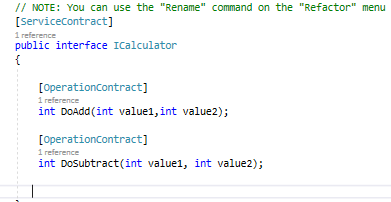 // NOTE: You can use the "Rename" command on the "Refactor" menu
[ServiceContract]
1 reference
public interface ICalculator
{
[OperationContract]
1 reference
int DoAdd(int value1,int value2);
[OperationContract]
1 reference
int DoSubtract(int value1, int value2);